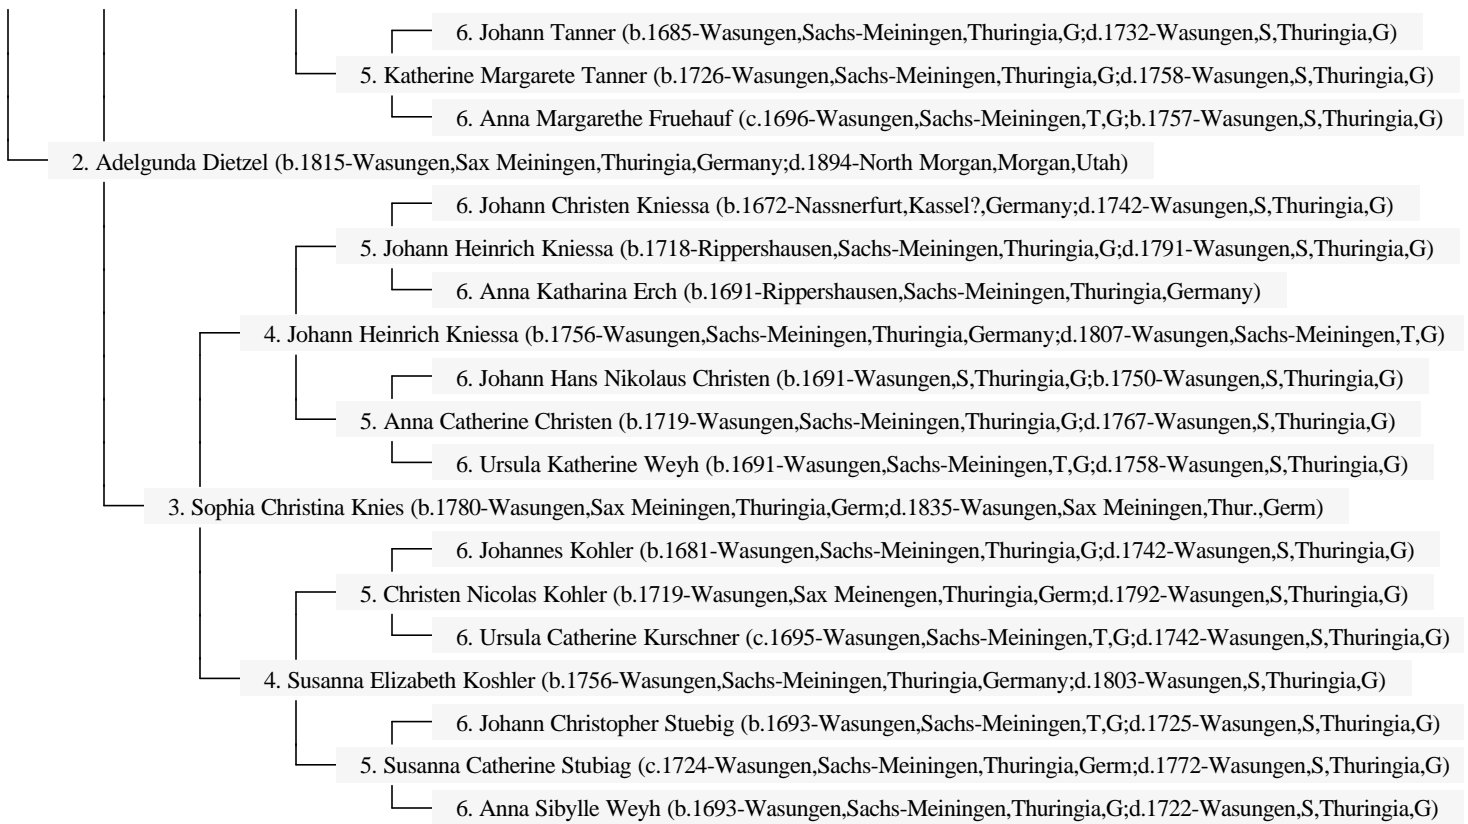 6. Johann Tanner (b.1685-Wasungen,Sachs-Meiningen,Thuringia,G;d.1732-Wasungen,S,Thuringia,G)
5. Katherine Margarete Tanner (b.1726-Wasungen,Sachs-Meiningen,Thuringia,G;d.1758-Wasungen,S,Thuringia,G)
6. Anna Margarethe Fruehauf (c.1696-Wasungen,Sachs-Meiningen,T,G;b.1757-Wasungen,S,Thuringia,G)
2. Adelgunda Dietzel (b.1815-Wasungen,Sax Meiningen,Thuringia,Germany;d.1894-North Morgan,Morgan,Utah)
6. Johann Christen Kniessa (b.1672-Nassnerfurt,Kassel?,Germany;d.1742-Wasungen,S,Thuringia,G)
5. Johann Heinrich Kniessa (b.1718-Rippershausen,Sachs-Meiningen,Thuringia,G;d.1791-Wasungen,S,Thuringia,G)
6. Anna Katharina Erch (b.1691-Rippershausen,Sachs-Meiningen,Thuringia,Germany)
4. Johann Heinrich Kniessa (b.1756-Wasungen,Sachs-Meiningen,Thuringia,Germany;d.1807-Wasungen,Sachs-Meiningen,T,G)
6. Johann Hans Nikolaus Christen (b.1691-Wasungen,S,Thuringia,G;b.1750-Wasungen,S,Thuringia,G)
5. Anna Catherine Christen (b.1719-Wasungen,Sachs-Meiningen,Thuringia,G;d.1767-Wasungen,S,Thuringia,G)
6. Ursula Katherine Weyh (b.1691-Wasungen,Sachs-Meiningen,T,G;d.1758-Wasungen,S,Thuringia,G)
3. Sophia Christina Knies (b.1780-Wasungen,Sax Meiningen,Thuringia,Germ;d.1835-Wasungen,Sax Meiningen,Thur.,Germ)
6. Johannes Kohler (b.1681-Wasungen,Sachs-Meiningen,Thuringia,G;d.1742-Wasungen,S,Thuringia,G)
5. Christen Nicolas Kohler (b.1719-Wasungen,Sax Meinengen,Thuringia,Germ;d.1792-Wasungen,S,Thuringia,G)
6. Ursula Catherine Kurschner (c.1695-Wasungen,Sachs-Meiningen,T,G;d.1742-Wasungen,S,Thuringia,G)
4. Susanna Elizabeth Koshler (b.1756-Wasungen,Sachs-Meiningen,Thuringia,Germany;d.1803-Wasungen,S,Thuringia,G)
6. Johann Christopher Stuebig (b.1693-Wasungen,Sachs-Meiningen,T,G;d.1725-Wasungen,S,Thuringia,G)
5. Susanna Catherine Stubiag (c.1724-Wasungen,Sachs-Meiningen,Thuringia,Germ;d.1772-Wasungen,S,Thuringia,G)
6. Anna Sibylle Weyh (b.1693-Wasungen,Sachs-Meiningen,Thuringia,G;d.1722-Wasungen,S,Thuringia,G)